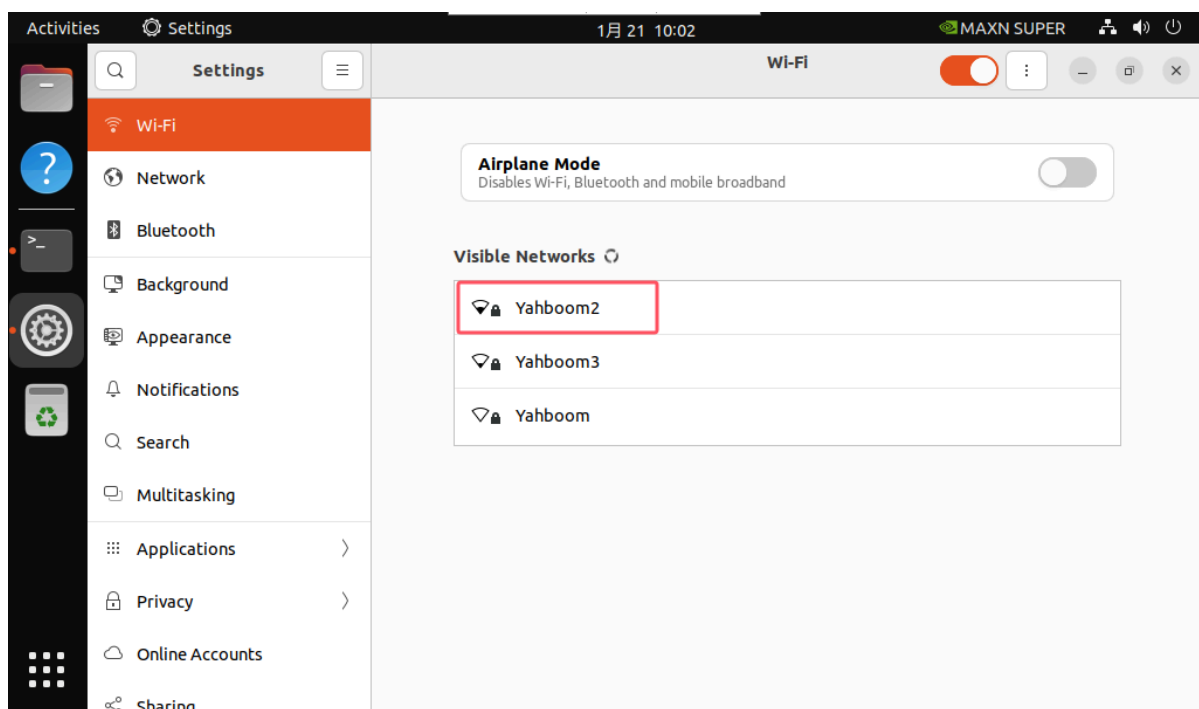 Activities Settings 1月 21 10:02 MAXN SUPER
Settings Wi-Fi
Wi-Fi
Network
Bluetooth
Background
Appearance
Notifications
Search
Multitasking
Applications
Privacy
Online Accounts
Sharing
Airplane Mode
Disables Wi-Fi, Bluetooth and mobile broadband
Visible Networks
Yahboom2
Yahboom3
Yahboom